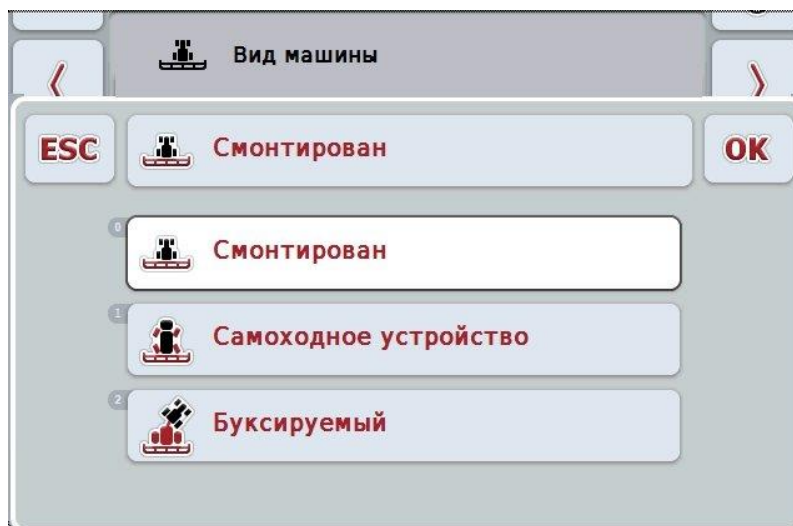 Вид машины
ESC
Смонтирован
OK
0
Смонтирован
1
Самоходное устройство
2
Буксируемый